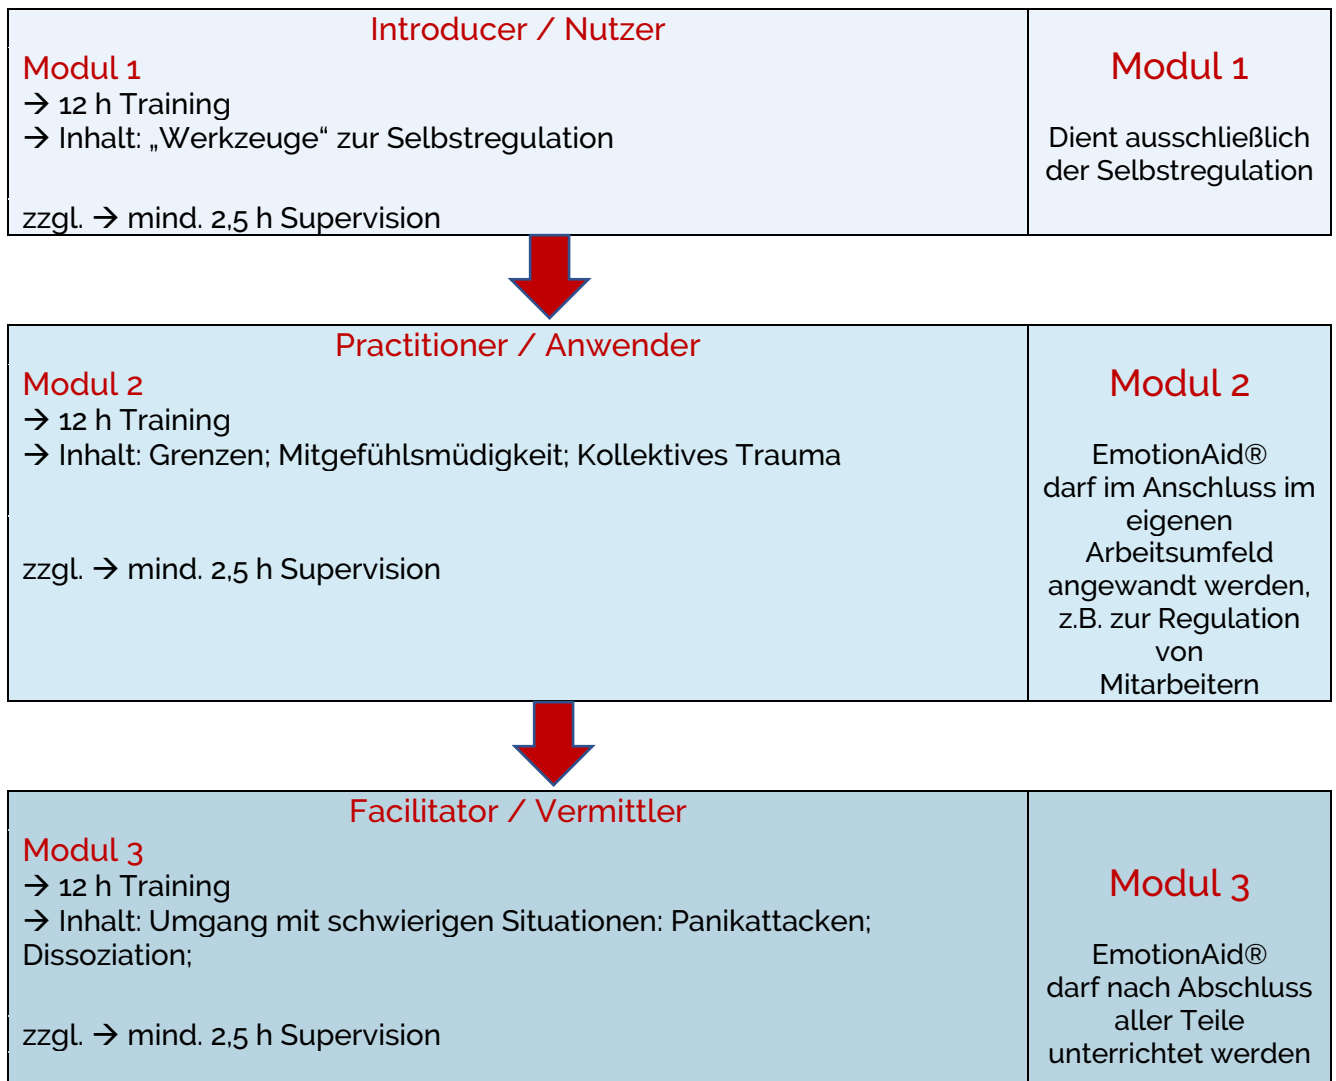 Introducer / Nutzer
Modul 1
→ 12 h Training
→ Inhalt: „Werkzeuge“ zur Selbstregulation
zzgl. → mind. 2,5 h Supervision
Modul 1
Dient ausschließlich
der Selbstregulation
Practitioner / Anwender
Modul 2
→ 12 h Training
→ Inhalt: Grenzen; Mitgefühlsmüdigkeit; Kollektives Trauma
zzgl. → mind. 2,5 h Supervision
Modul 2
EmotionAid®
darf im Anschluss im
eigenen
Arbeitsumfeld
angewandt werden,
z.B. zur Regulation
von
Mitarbeitern
Facilitator / Vermittler
Modul 3
→ 12 h Training
→ Inhalt: Umgang mit schwierigen Situationen: Panikattacken;
Dissoziation;
zzgl. → mind. 2,5 h Supervision
Modul 3
EmotionAid®
darf nach Abschluss
aller Teile
unterrichtet werden